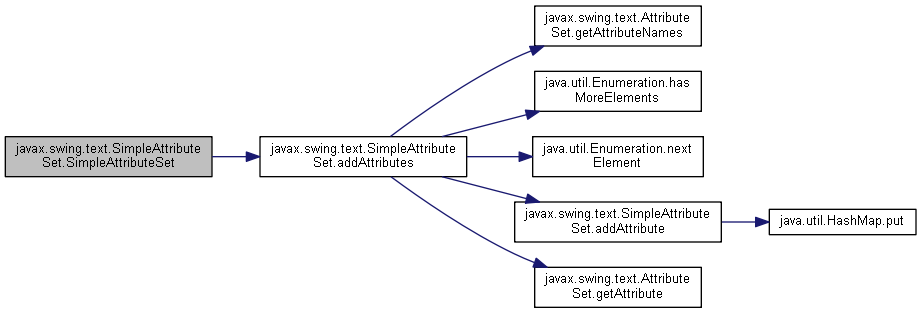 javax.swing.text.SimpleAttribute
Set.SimpleAttributeSet
javax.swing.text.SimpleAttribute
Set.addAttributes
javax.swing.text.Attribute
Set.getAttributeNames
java.util.Enumeration.has
MoreElements
java.util.Enumeration.next
Element
javax.swing.text.SimpleAttribute
Set.addAttribute
java.util.HashMap.put
javax.swing.text.Attribute
Set.getAttribute